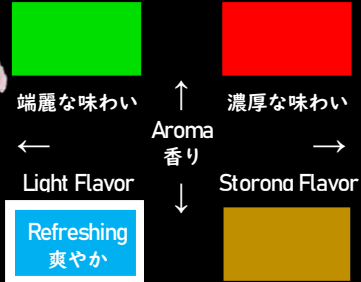 端麗な味わい
↑
濃厚な味わい
Aroma
香り
←
→
Light Flavor
↓
Storong Flavor
Refreshing
爽やか